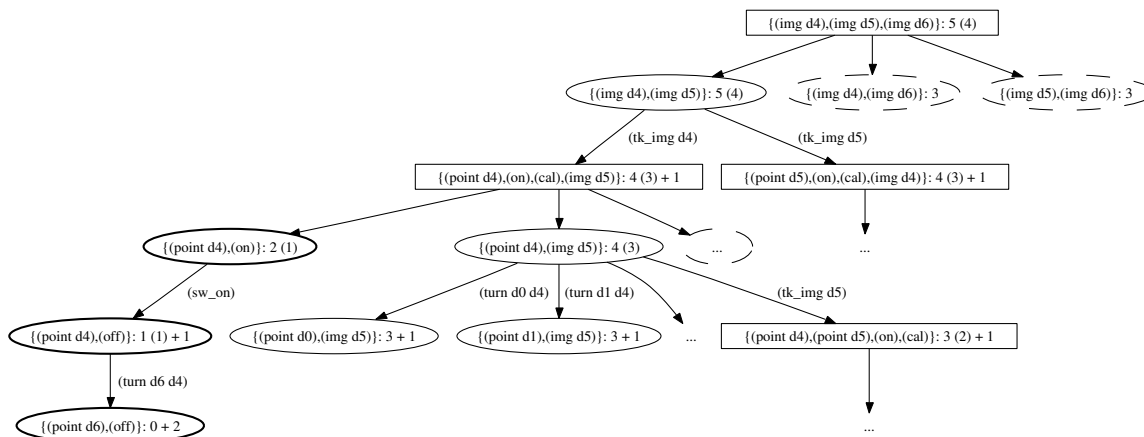 {(img d4),(img d5),(img d6)}: 5 (4)
{(img d4),(img d5)}: 5 (4)
{(img d4),(img d6)}: 3
{(img d5),(img d6)}: 3
(tk_img d4)
(tk_img d5)
{(point d4),(on),(cal),(img d5)}: 4 (3) + 1
{(point d5),(on),(cal),(img d4)}: 4 (3) + 1
{(point d4),(on)}: 2 (1)
{(point d4),(img d5)}: 4 (3)
...
...
(sw_on)
(turn d0 d4)
(turn d1 d4)
(tk_img d5)
{(point d4),(off)}: 1 (1) + 1
{(point d0),(img d5)}: 3 + 1
{(point d1),(img d5)}: 3 + 1
...
{(point d4),(point d5),(on),(cal)}: 3 (2) + 1
(turn d6 d4)
{(point d6),(off)}: 0 + 2
...